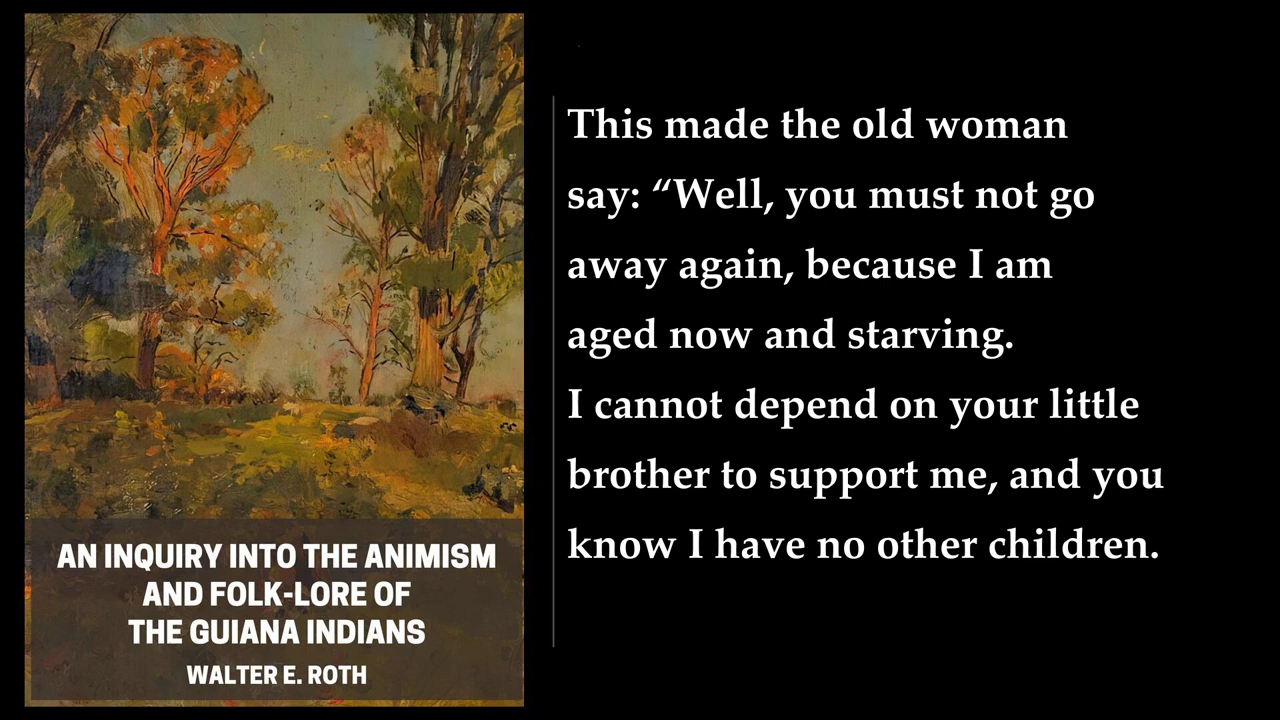 AN INQUIRY INTO THE ANIMISM
AND FOLK-LORE OF
THE GUIANA INDIANS
WALTER E. ROTH
This made the old woman
say: “Well, you must not go
away again, because I am
aged now and starving.
I cannot depend on your little
brother to support me, and you
know I have no other children.